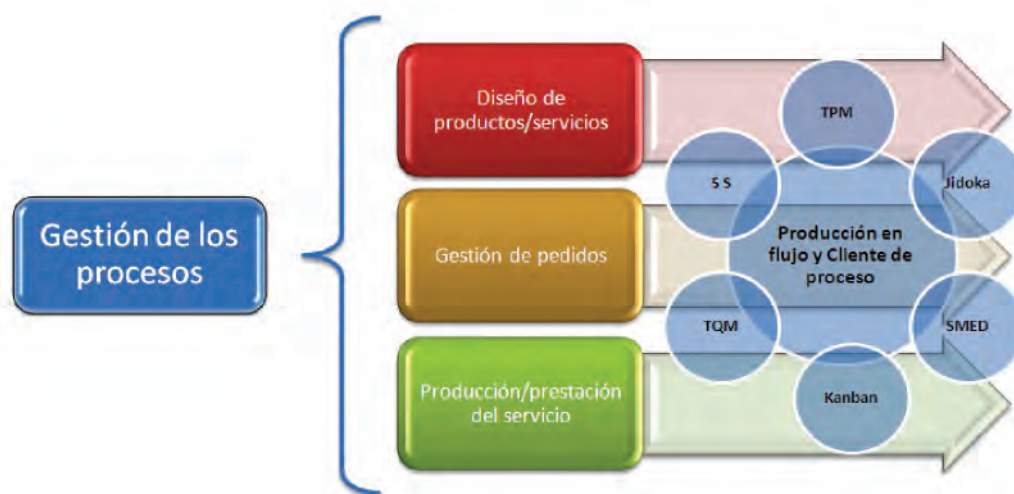 Gestión de los
procesos
Diseño de
productos/servicios
Gestión de pedidos
Producción/prestación
del servicio
TPM
5 S
Jidoka
Producción en
flujo y Cliente de
proceso
TQM
SMED
Kanban